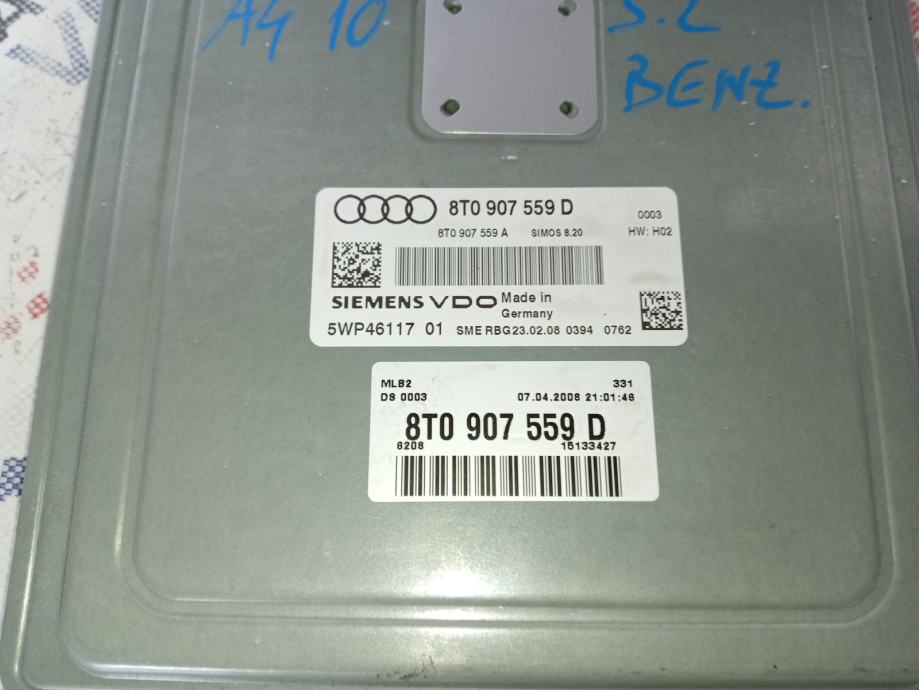 A4 10
3.2
BENZ.
8T0 907 559 D
0003
8T0 907 559 A SIMOS 8.20 HW: H02
SIEMENS VDO Made in
Germany
5WP46117 01 SME RBG23.02.08 0394 0762
MLB2 331
DS 0003 07.04.2008 21:01:46
8T0 907 559 D
6208 15133427